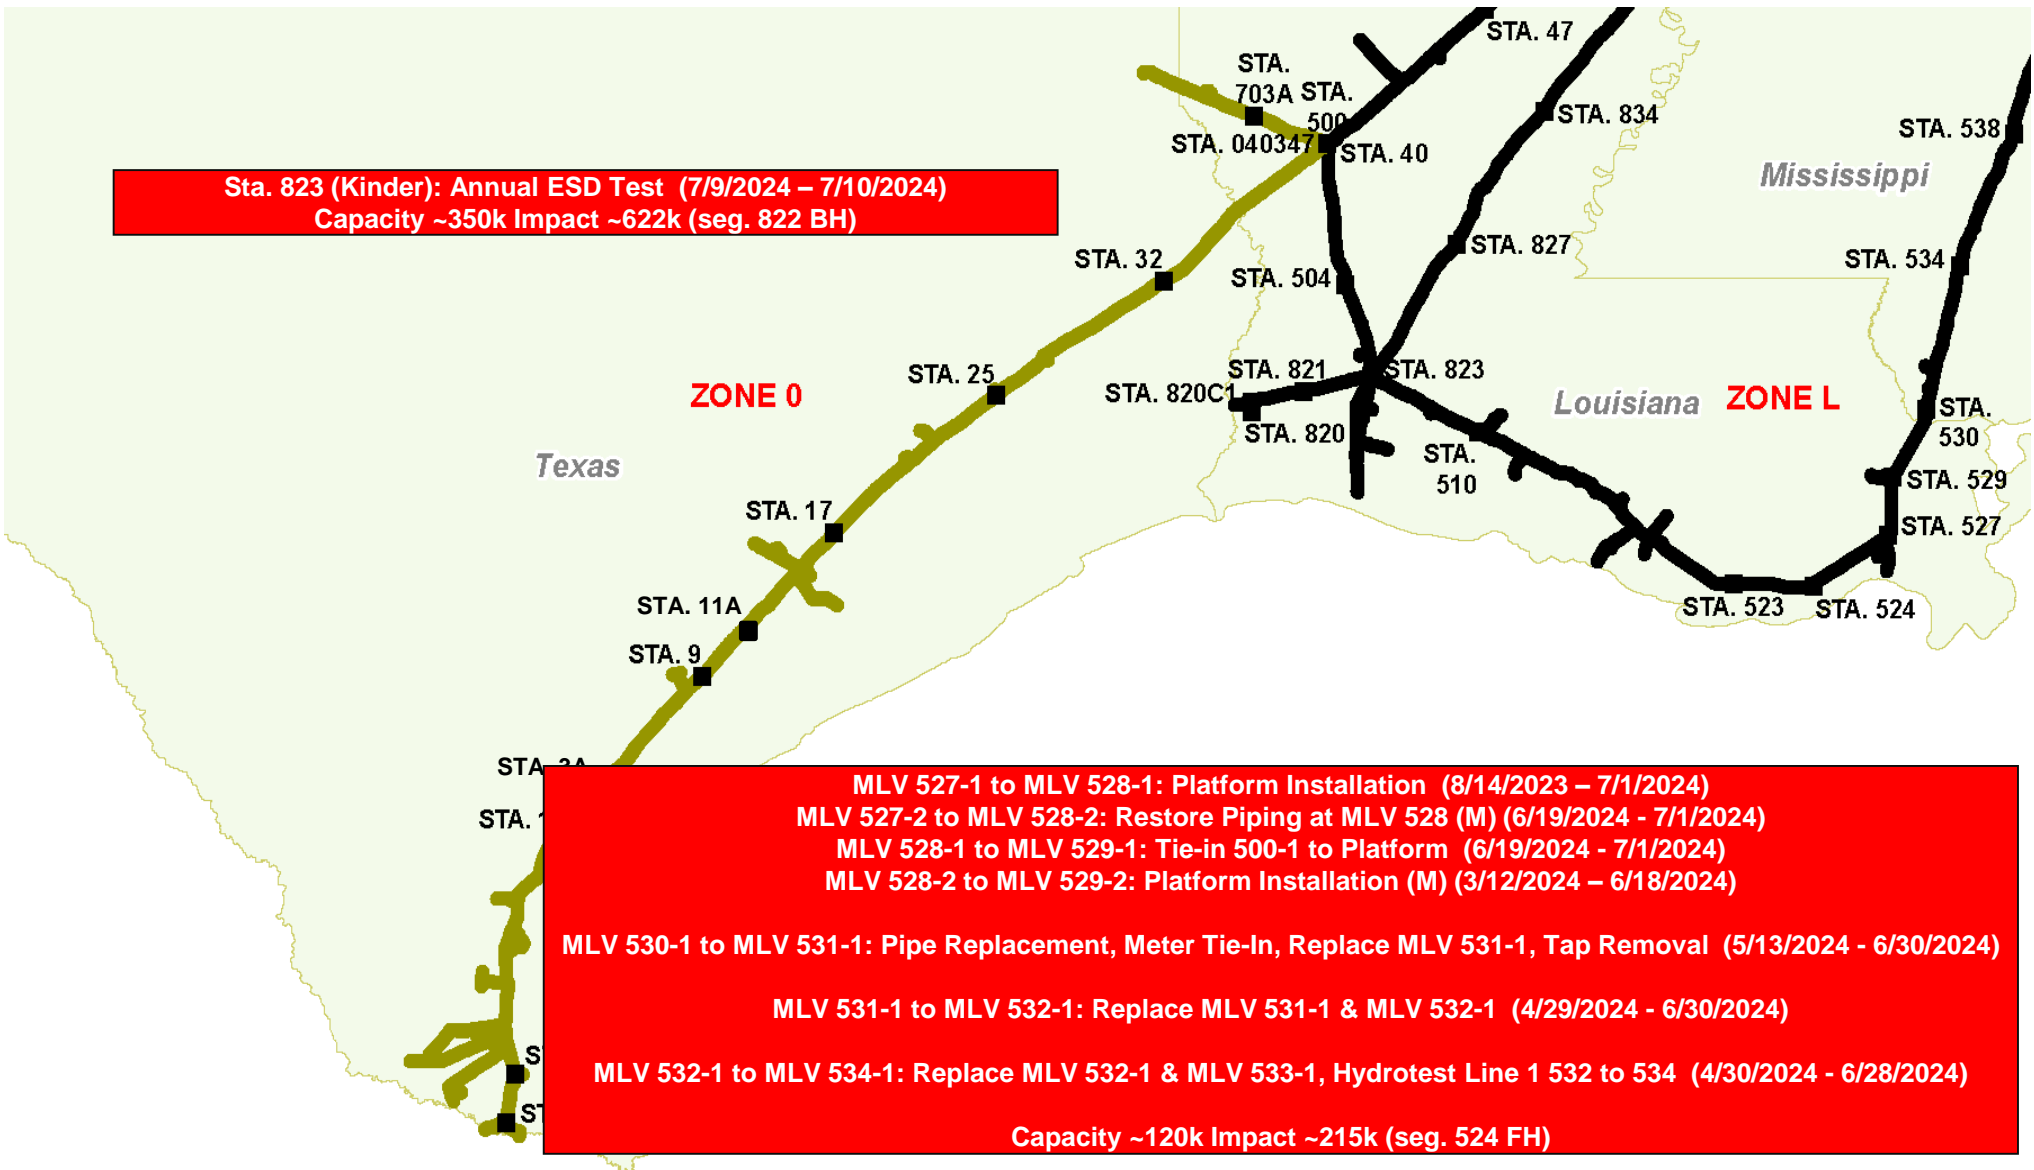 STA. 47
STA.
703A
STA.
500
STA. 040347
STA. 40
STA. 834
STA. 538
Mississippi
Sta. 823 (Kinder): Annual ESD Test (7/9/2024 – 7/10/2024)
Capacity ~350k Impact ~622k (seg. 822 BH)
STA. 827
STA. 534
STA. 32
STA. 504
STA. 25
STA. 821
STA. 823
STA. 820C1
ZONE 0
Louisiana
ZONE L
STA.
530
STA. 820
STA.
510
Texas
STA. 529
STA. 17
STA. 527
STA. 11A
STA. 523
STA. 524
STA. 9
STA.
STA.
MLV 527-1 to MLV 528-1: Platform Installation (8/14/2023 – 7/1/2024)
MLV 527-2 to MLV 528-2: Restore Piping at MLV 528 (M) (6/19/2024 - 7/1/2024)
MLV 528-1 to MLV 529-1: Tie-in 500-1 to Platform (6/19/2024 - 7/1/2024)
MLV 528-2 to MLV 529-2: Platform Installation (M) (3/12/2024 – 6/18/2024)
MLV 530-1 to MLV 531-1: Pipe Replacement, Meter Tie-In, Replace MLV 531-1, Tap Removal (5/13/2024 - 6/30/2024)
MLV 531-1 to MLV 532-1: Replace MLV 531-1 & MLV 532-1 (4/29/2024 - 6/30/2024)
MLV 532-1 to MLV 534-1: Replace MLV 532-1 & MLV 533-1, Hydrotest Line 1 532 to 534 (4/30/2024 - 6/28/2024)
Capacity ~120k Impact ~215k (seg. 524 FH)